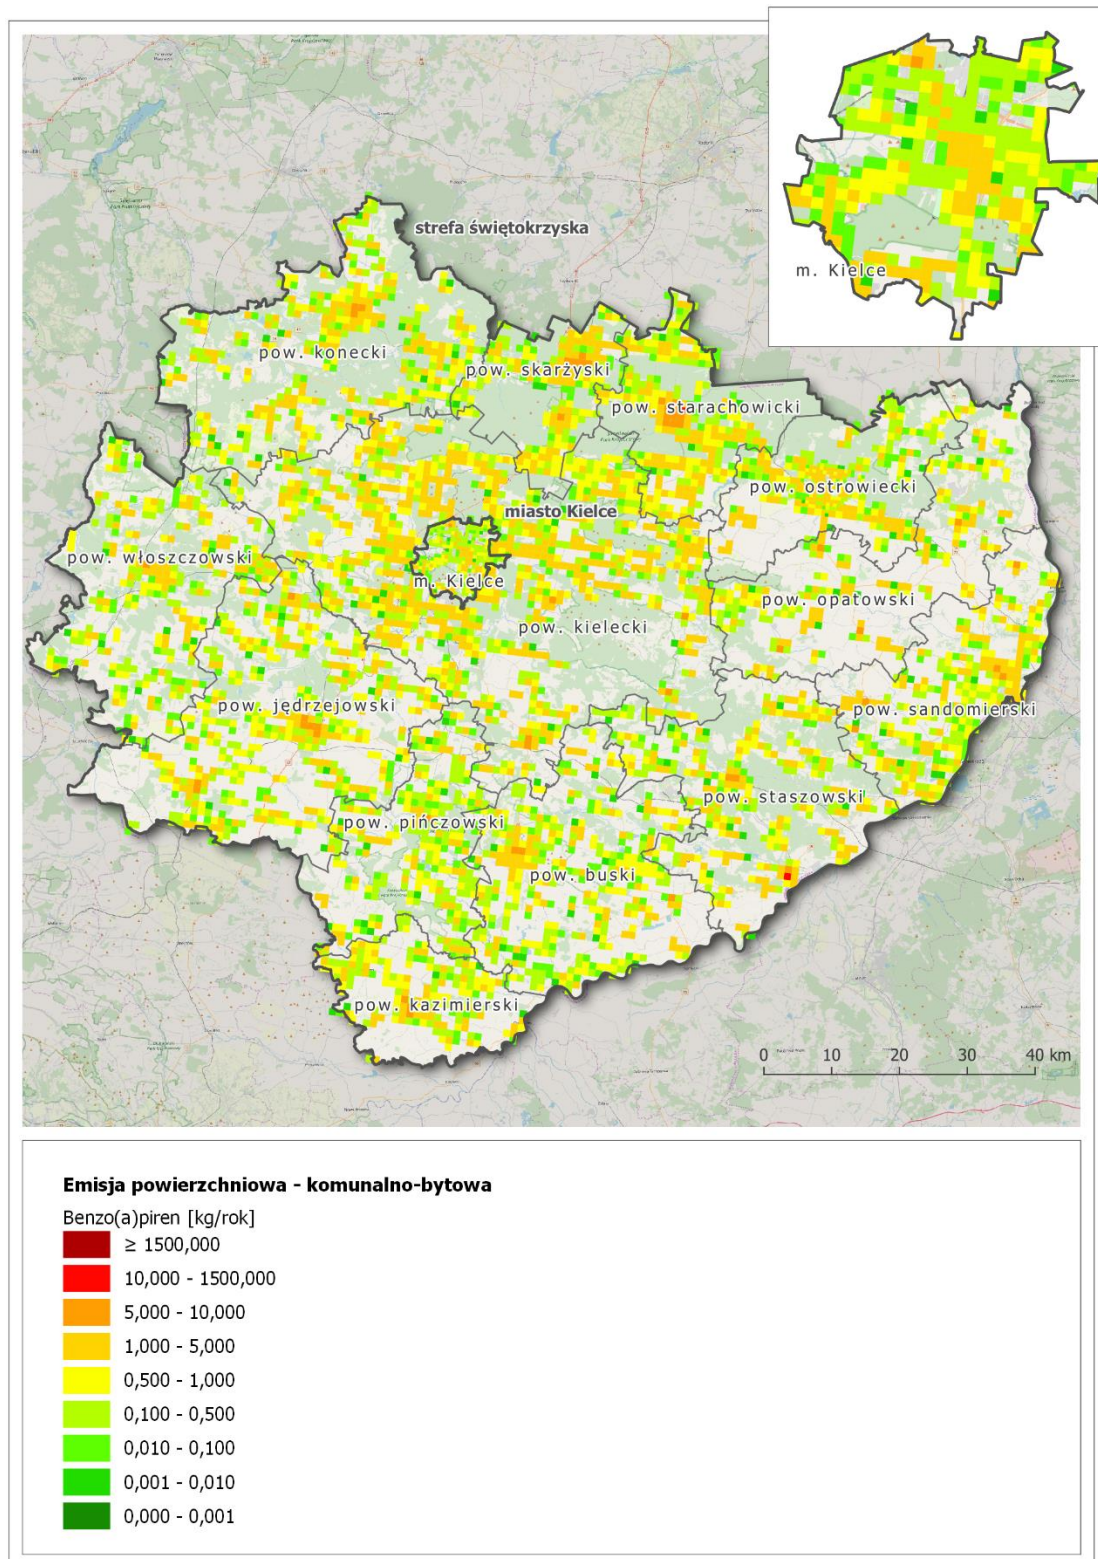 m. Kielce
strefa świętokrzyska
pow. konecki
pow. skarżyski
pow. starachowicki
pow. ostrowiecki
miasto Kielce
pow. włoszczowski
m. Kielce
pow. opatowski
pow. kielecki
pow. jędrzejowski
pow. sandomierski
pow. staszowski
pow. pińczowski
pow. buski
pow. kazimierski
0 10 20 30 40 km
Emisja powierzchniowa - komunalno-bytowa
Benzo(a)piren [kg/rok]
≥ 1500,000
10,000 - 1500,000
5,000 - 10,000
1,000 - 5,000
0,500 - 1,000
0,100 - 0,500
0,010 - 0,100
0,001 - 0,010
0,000 - 0,001